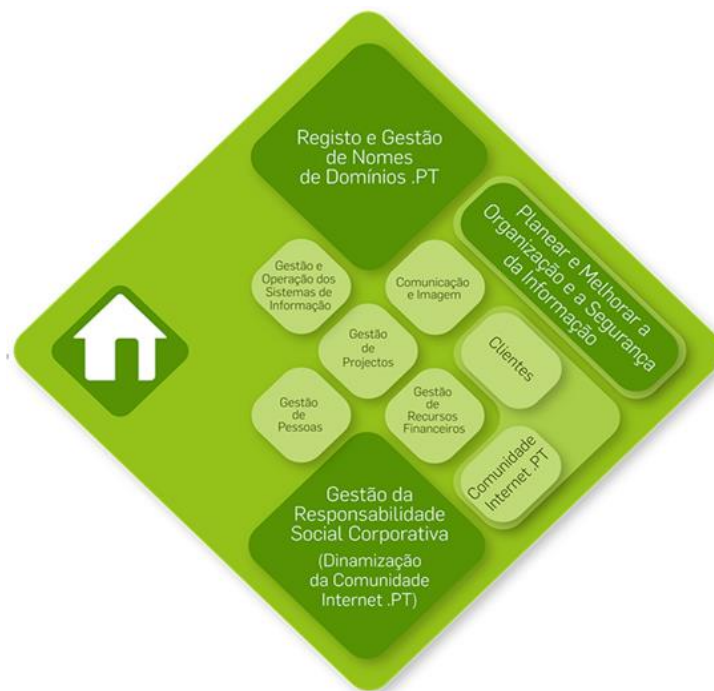 Registo e Gestão
de Nomes
de Domínios .PT
Planear e Melhorar a
Organização e a Segurança
da Informação
Gestão e
Operação dos
Sistemas de
Informação
Comunicação
e Imagem
Gestão
de
Projectos
Clientes
Gestão
de
Pessoas
Gestão
de
Recursos
Financeiros
Comunidade
Internet .PT
Gestão da
Responsabilidade
Social Corporativa
(Dinamização
da Comunidade
Internet .PT)